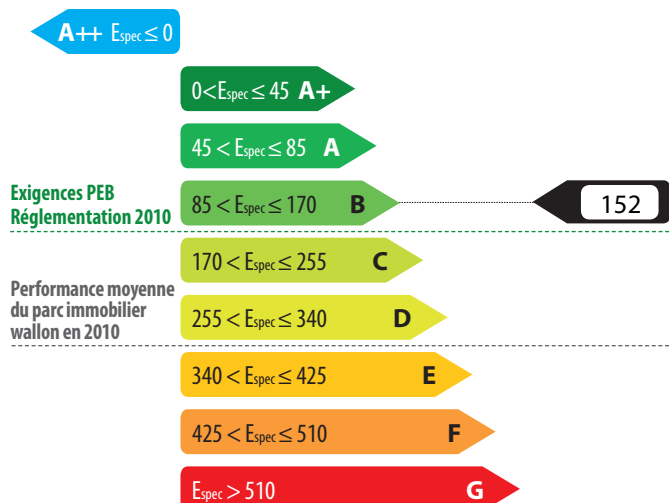 A++ Espec ≤ 0
0<Espec ≤ 45 A+
45 < Espec ≤ 85 A
Exigences PEB
Réglementation 2010
85 < Espec ≤ 170 B
152
170 < Espec ≤ 255 C
Performance moyenne
du parc immobilier
wallon en 2010
255 < Espec ≤ 340 D
340 < Espec ≤ 425 E
425 < Espec ≤ 510 F
Espec > 510 G